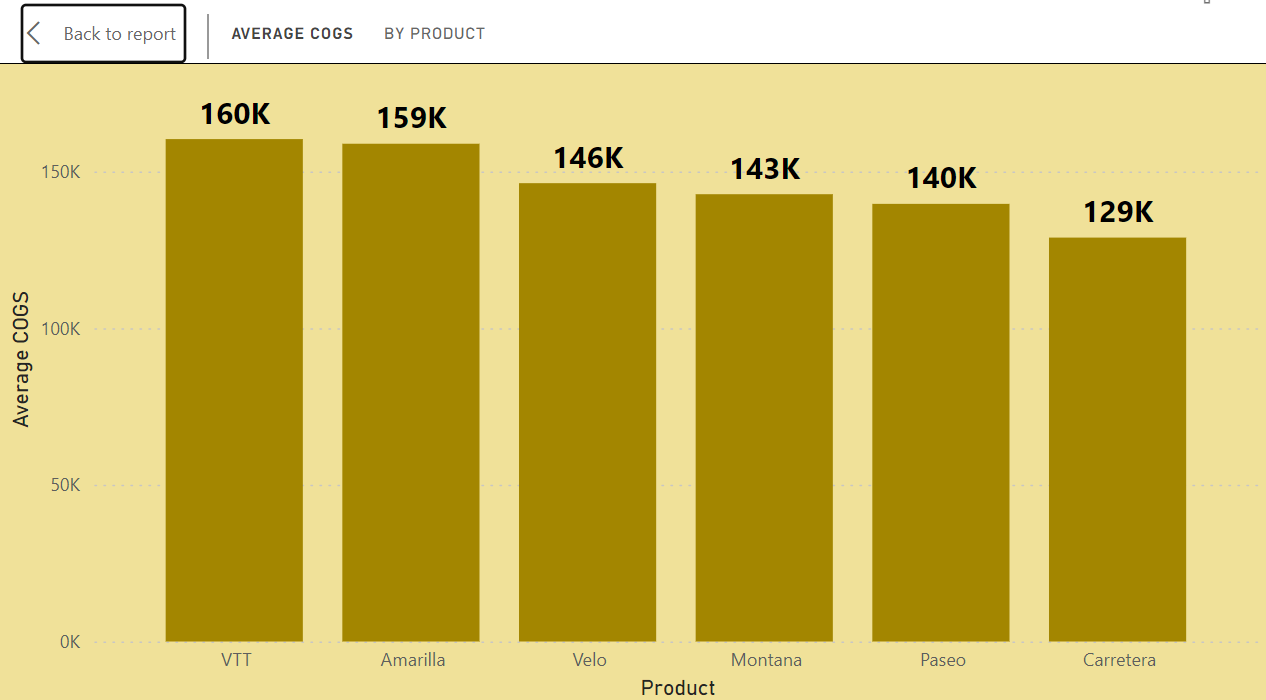 Back to report
AVERAGE COGS BY PRODUCT
160K
159K
146K
143K
140K
129K
150K
100K
50K
0K
Average COGS
VTT Amarilla Velo Montana Paseo Carretera
Product